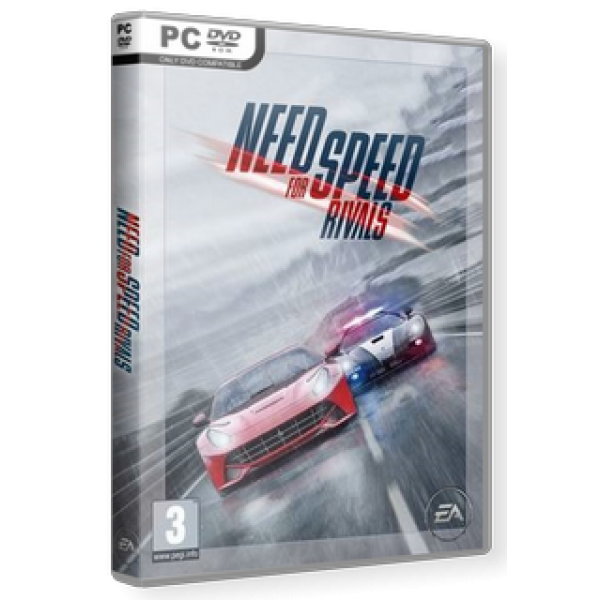 PC DVD
ROM
ONLY DVD COMPATIBLE
NEED
FOR SPEED
RIVALS
NEED FOR SPEED RIVALS
3
www.pegi.info
EA
EA